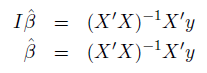 Iβ̂ = (X′X)⁻¹X′y
β̂ = (X′X)⁻¹X′y